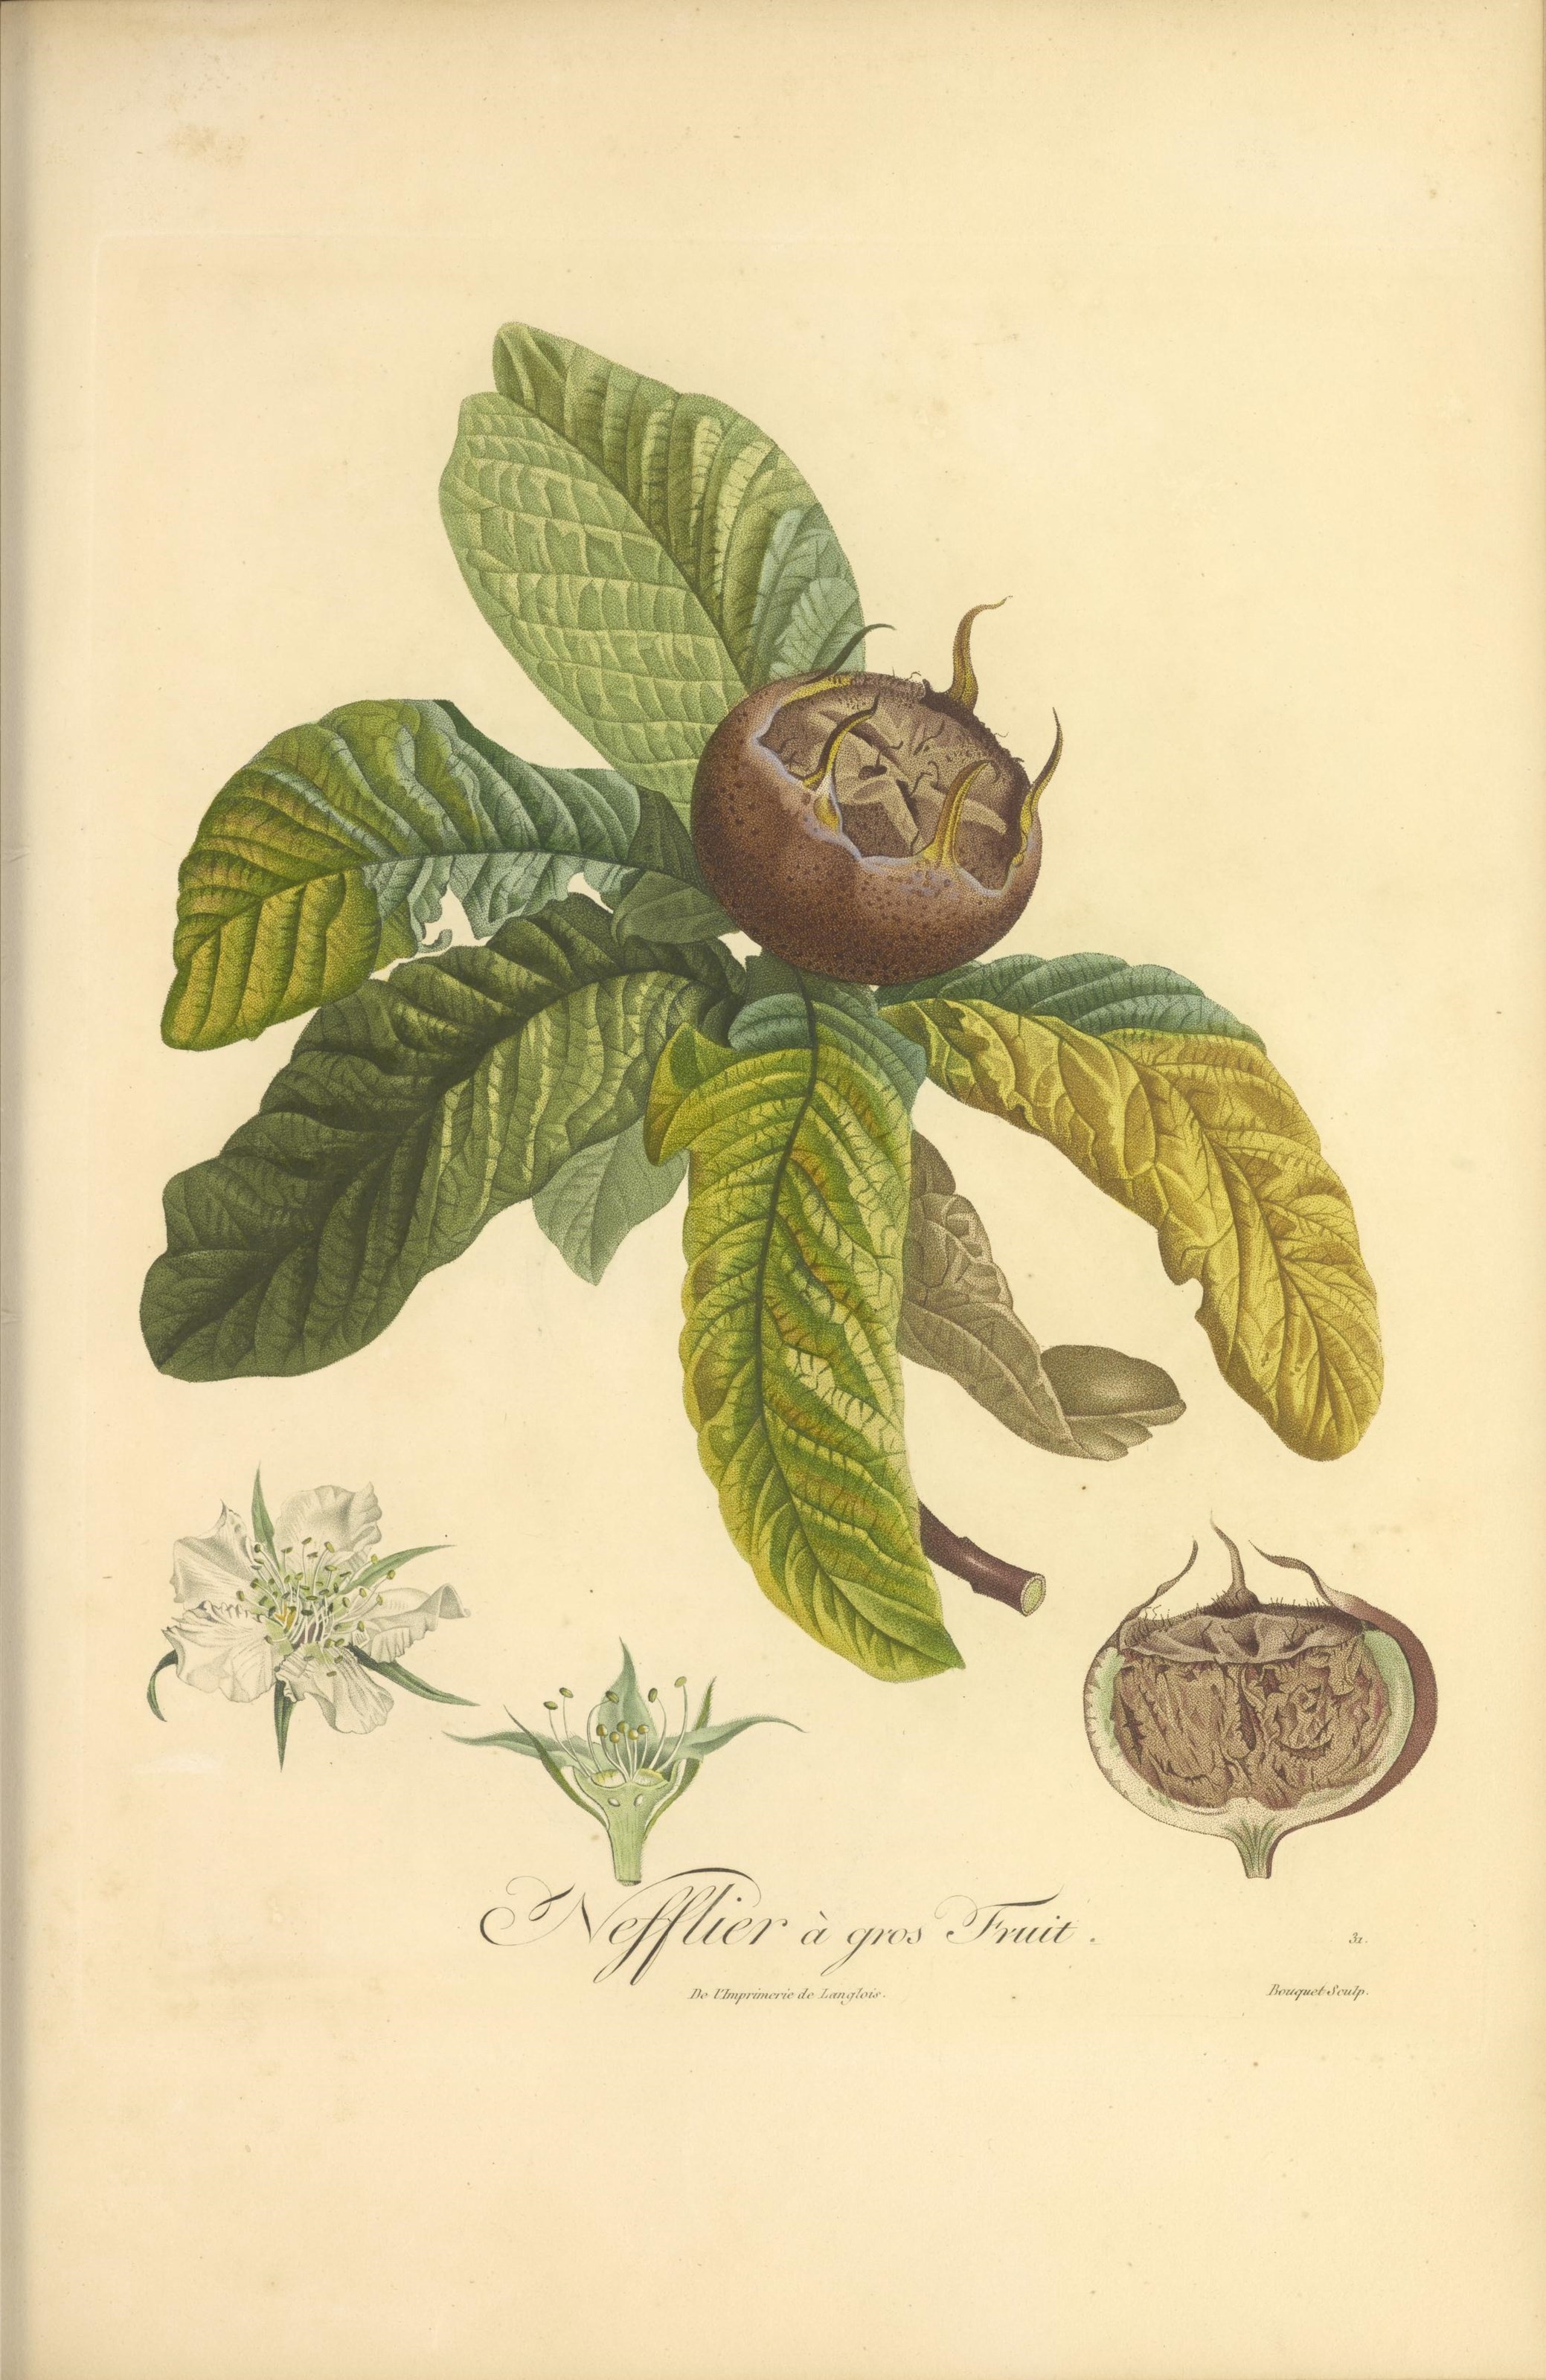 Nefflier à gros Fruit.
31.
De l'Imprimerie de Langlois.
Bouquet Sculp.